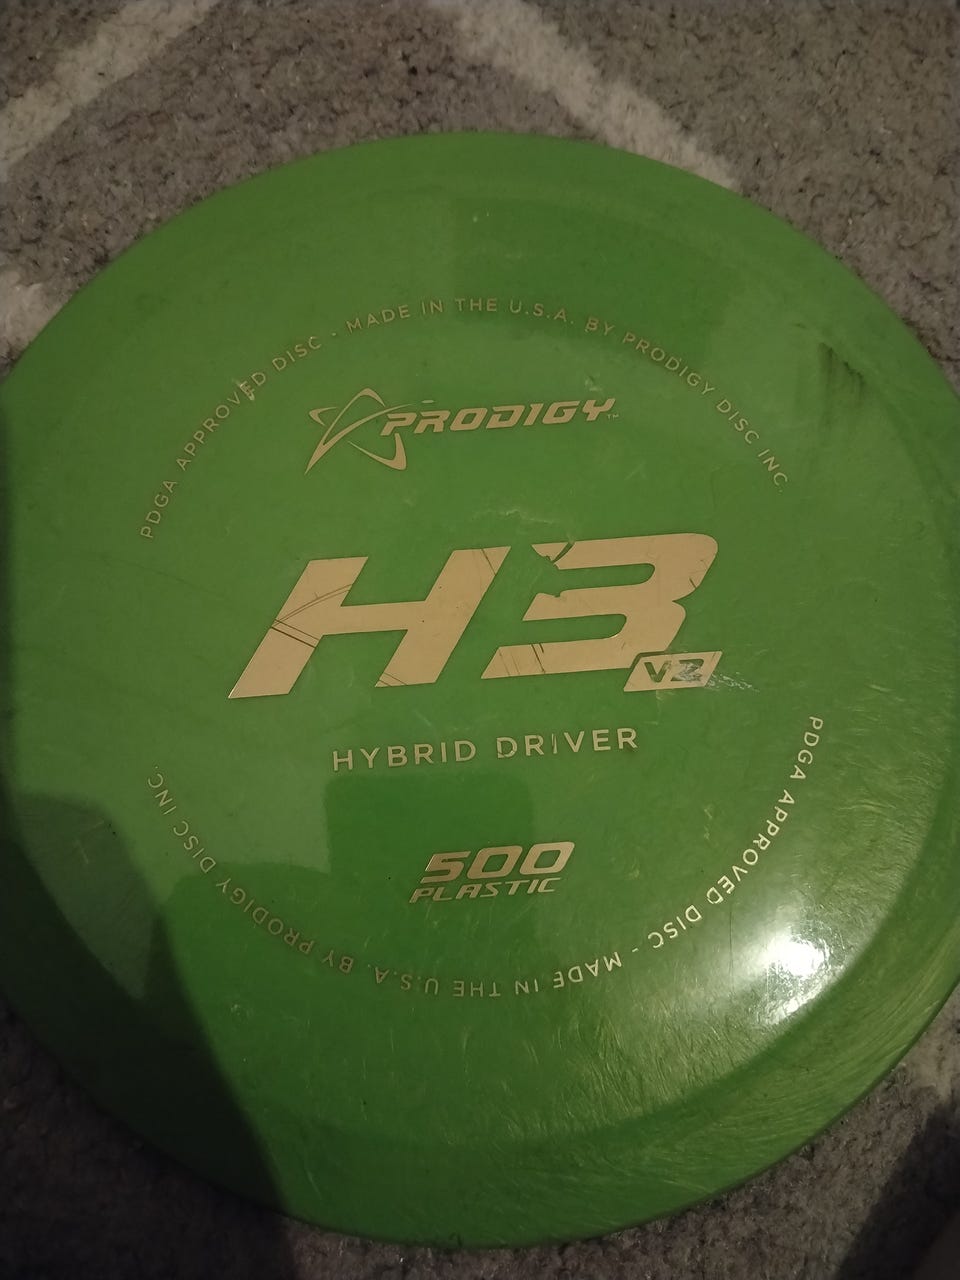 PDGA APPROVED DISC - MADE IN THE U.S.A. BY PRODIGY DISC INC.
PRODIGY™
H3
V2
HYBRID DRIVER
500
PLASTIC
PDGA APPROVED DISC - MADE IN THE U.S.A. BY PRODIGY DISC INC.